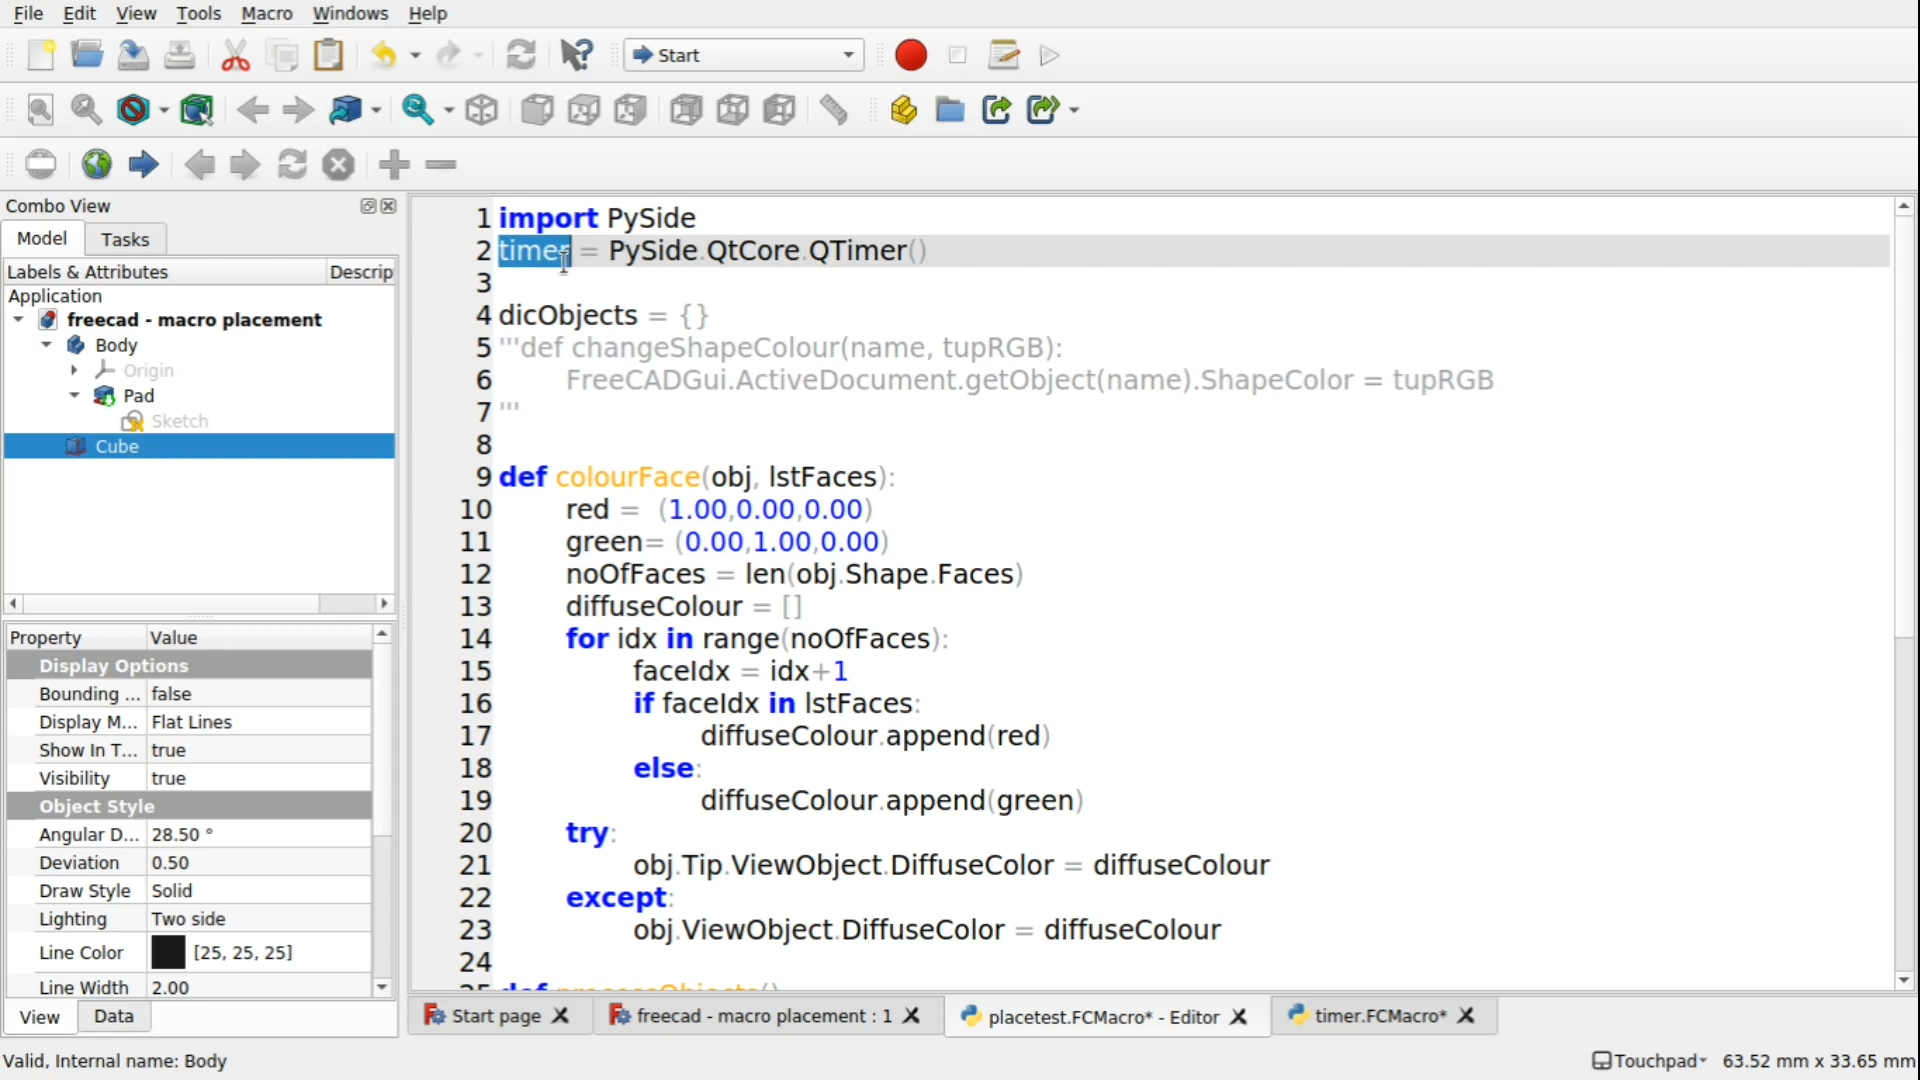 File Edit View Tools Macro Windows Help
Start
Combo View
Model Tasks
Labels & Attributes Descrip
Application
freecad - macro placement
Body
Origin
Pad
Sketch
Cube
Property Value
Display Options
Bounding ... false
Display M... Flat Lines
Show In T... true
Visibility true
Object Style
Angular D... 28.50 °
Deviation 0.50
Draw Style Solid
Lighting Two side
Line Color [25, 25, 25]
Line Width 2.00
View Data
1 import PySide
2 timer = PySide.QtCore.QTimer()
3
4 dicObjects = {}
5 '''def changeShapeColour(name, tupRGB):
6 FreeCADGui.ActiveDocument.getObject(name).ShapeColor = tupRGB
7 '''
8
9 def colourFace(obj, lstFaces):
10 red =  (1.00,0.00,0.00)
11 green= (0.00,1.00,0.00)
12 noOfFaces = len(obj.Shape.Faces)
13 diffuseColour = []
14 for idx in range(noOfFaces):
15 faceIdx = idx+1
16 if faceIdx in lstFaces:
17 diffuseColour.append(red)
18 else:
19 diffuseColour.append(green)
20 try:
21 obj.Tip.ViewObject.DiffuseColor = diffuseColour
22 except:
23 obj.ViewObject.DiffuseColor = diffuseColour
24
25 def processObjects()
Start page freecad - macro placement : 1 placetest.FCMacro* - Editor timer.FCMacro*
Valid, Internal name: Body Touchpad 63.52 mm x 33.65 mm